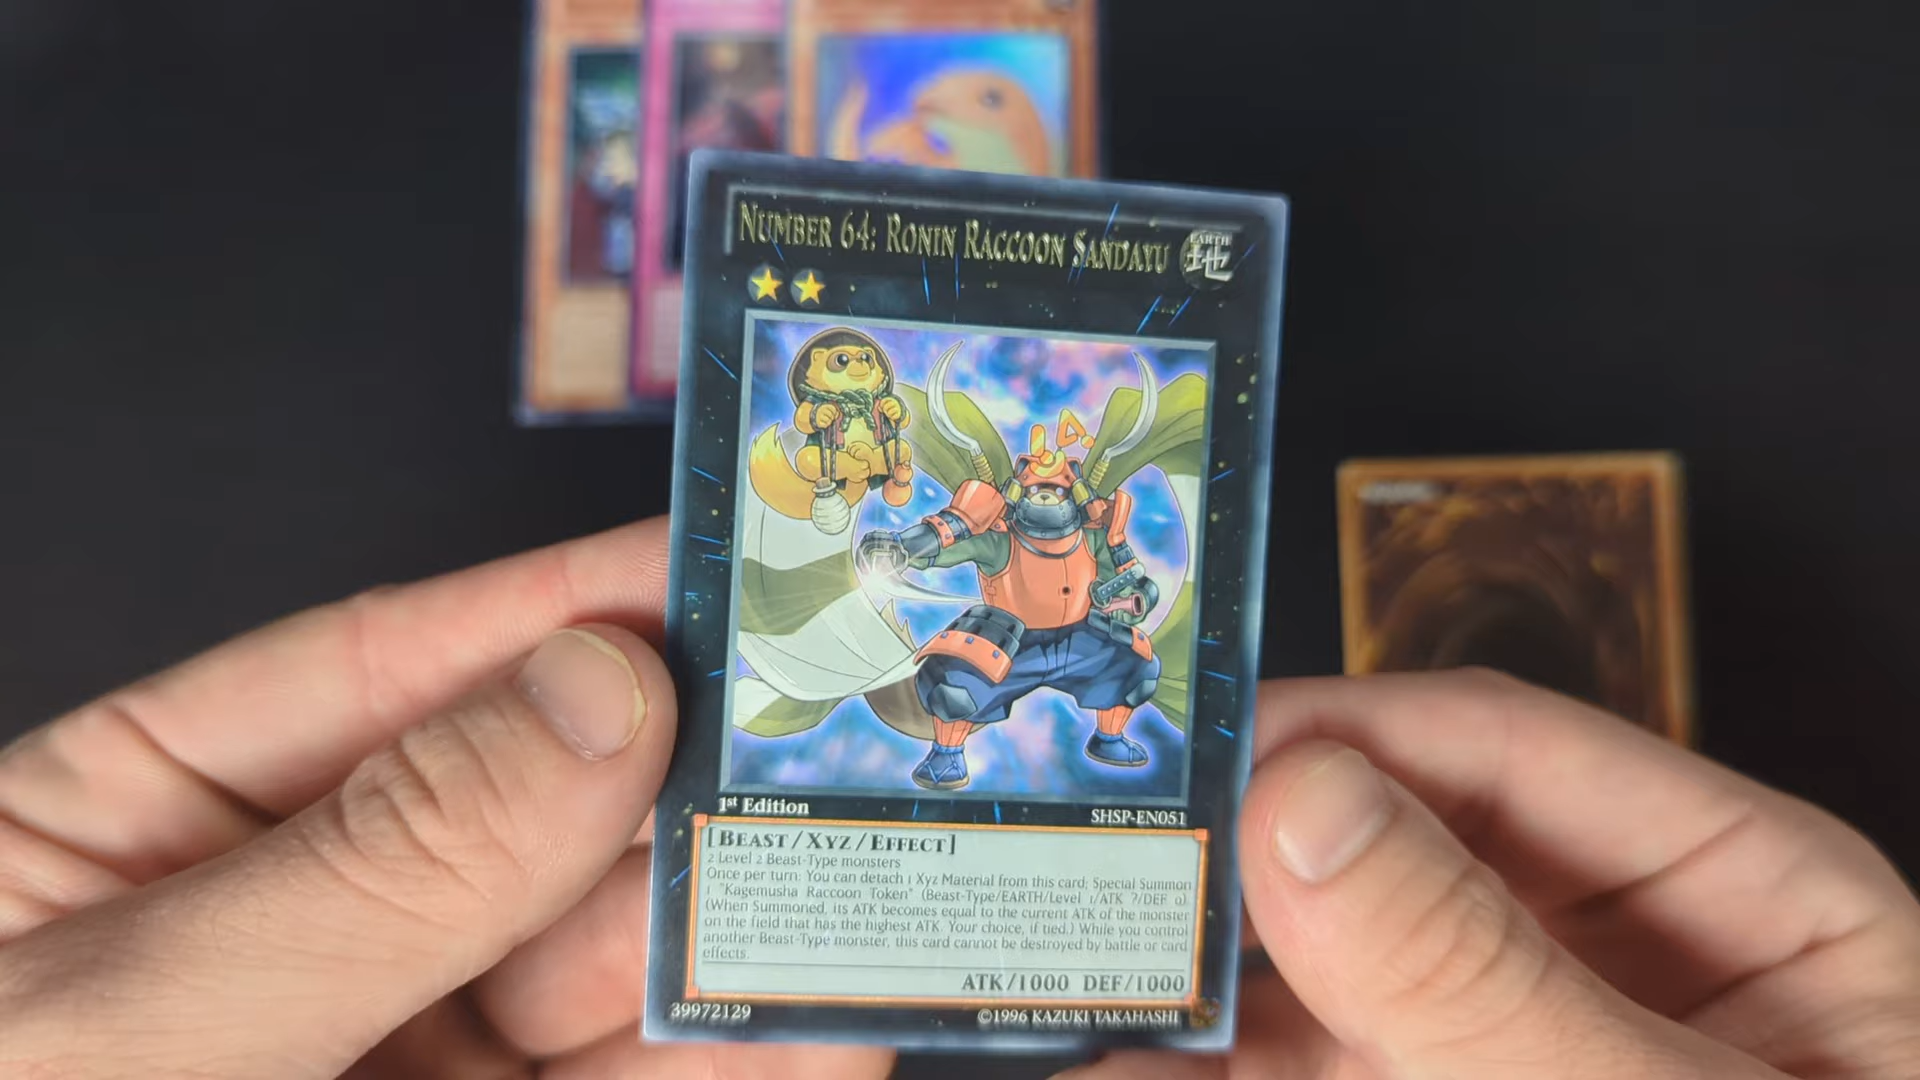 NUMBER 64: RONIN RACCOON SANDAYU
EARTH
地
1st Edition
SHSP-EN051
[BEAST/XYZ/EFFECT]
2 Level 2 Beast-Type monsters
Once per turn: You can detach 1 Xyz Material from this card; Special Summon
1 "Kagemusha Raccoon Token" (Beast-Type/EARTH/Level 1/ATK ?/DEF 0).
(When Summoned, its ATK becomes equal to the current ATK of the monster
on the field that has the highest ATK. Your choice, if tied.) While you control
another Beast-Type monster, this card cannot be destroyed by battle or card
effects.
ATK/1000 DEF/1000
39972129
©1996 KAZUKI TAKAHASHI